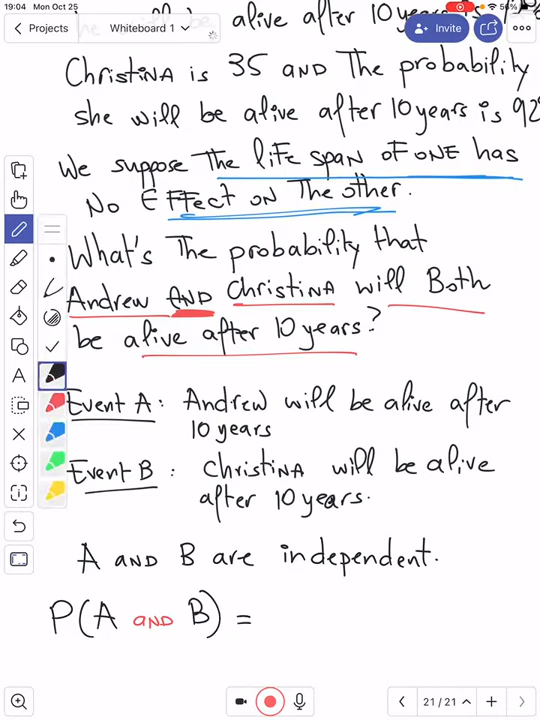 19:04 Mon Oct 25
56%
Projects
Whiteboard 1
Invite
alive after 10 years
Christina is 35 and The probability
she will be alive after 10 years is 92
We suppose The life span of ONE has
No Effect on The other.
What's The probability that
Andrew AND Christina will Both
be alive after 10 years?
Event A: Andrew will be alive after
10 years
Event B: Christina will be alive
after 10 years.
A AND B are independent.
P(A AND B) =
21/21